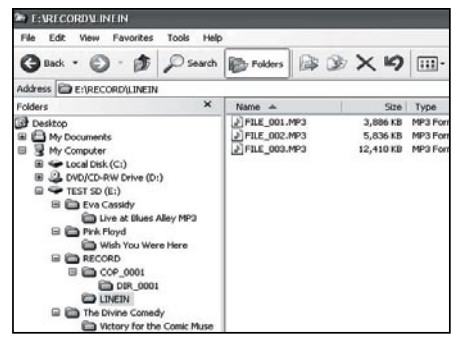 E:\RECORD\LINEIN
File Edit View Favorites Tools Help
Back Search Folders
Address E:\RECORD\LINEIN
Folders × Name Size Type
Desktop
My Documents
My Computer
Local Disk (C:)
DVD/CD-RW Drive (D:)
TEST SD (E:)
Eva Cassidy
Live at Blues Alley MP3
Pink Floyd
Wish You Were Here
RECORD
COP_0001
DIR_0001
LINEIN
The Divine Comedy
Victory for the Comic Muse
FILE_001.MP3 3,886 KB MP3 For
FILE_002.MP3 5,836 KB MP3 For
FILE_003.MP3 12,410 KB MP3 For